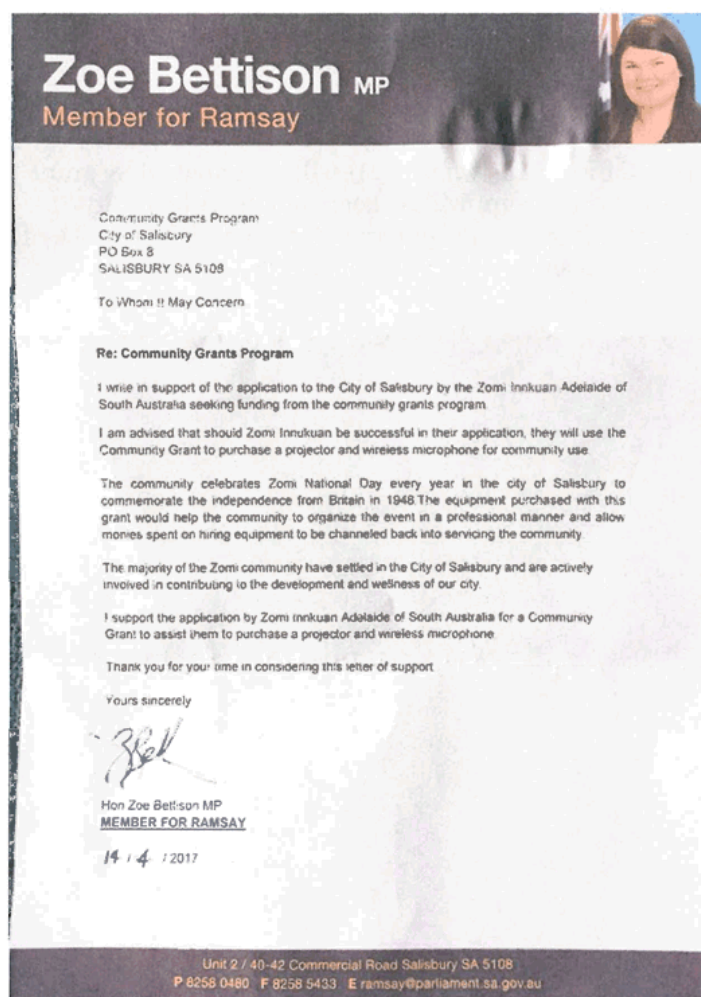 Zoe Bettison MP
Member for Ramsay
Community Grants Program
City of Salisbury
PO Box 8
SALISBURY SA 5108
To Whom It May Concern
Re: Community Grants Program
I write in support of the application to the City of Salisbury by the Zomi Innkuan Adelaide of
South Australia seeking funding from the community grants program
I am advised that should Zomi Innukuan be successful in their application, they will use the
Community Grant to purchase a projector and wireless microphone for community use
The community celebrates Zomi National Day every year in the city of Salisbury to
commemorate the independence from Britain in 1948.The equipment purchased with this
grant would help the community to organize the event in a professional manner and allow
monies spent on hiring equipment to be channeled back into servicing the community.
The majority of the Zomi community have settled in the City of Salisbury and are actively
involved in contributing to the development and wellness of our city.
I support the application by Zomi Innkuan Adelaide of South Australia for a Community
Grant to assist them to purchase a projector and wireless microphone.
Thank you for your time in considering this letter of support
Yours sincerely
Hon Zoe Bettison MP
MEMBER FOR RAMSAY
19 / 4 / 2017
Unit 2 / 40-42 Commercial Road Salisbury SA 5108
P 8258 0480 F 8258 5433 E ramsay@parliament.sa.gov.au